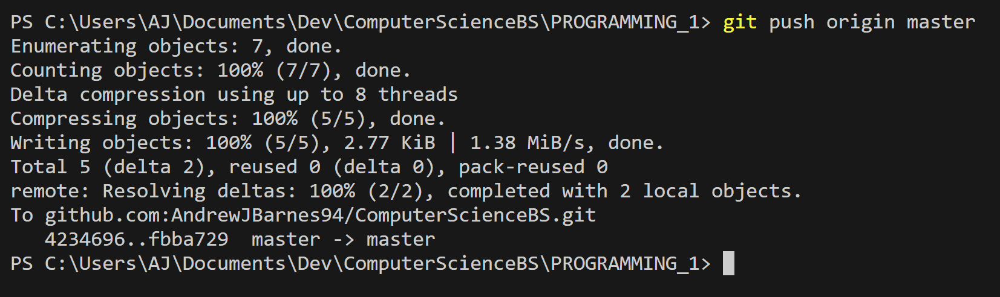 PS C:\Users\AJ\Documents\Dev\ComputerScienceBS\PROGRAMMING_1> git push origin master
Enumerating objects: 7, done.
Counting objects: 100% (7/7), done.
Delta compression using up to 8 threads
Compressing objects: 100% (5/5), done.
Writing objects: 100% (5/5), 2.77 KiB | 1.38 MiB/s, done.
Total 5 (delta 2), reused 0 (delta 0), pack-reused 0
remote: Resolving deltas: 100% (2/2), completed with 2 local objects.
To github.com:AndrewJBarnes94/ComputerScienceBS.git
   4234696..fbba729  master -> master
PS C:\Users\AJ\Documents\Dev\ComputerScienceBS\PROGRAMMING_1>